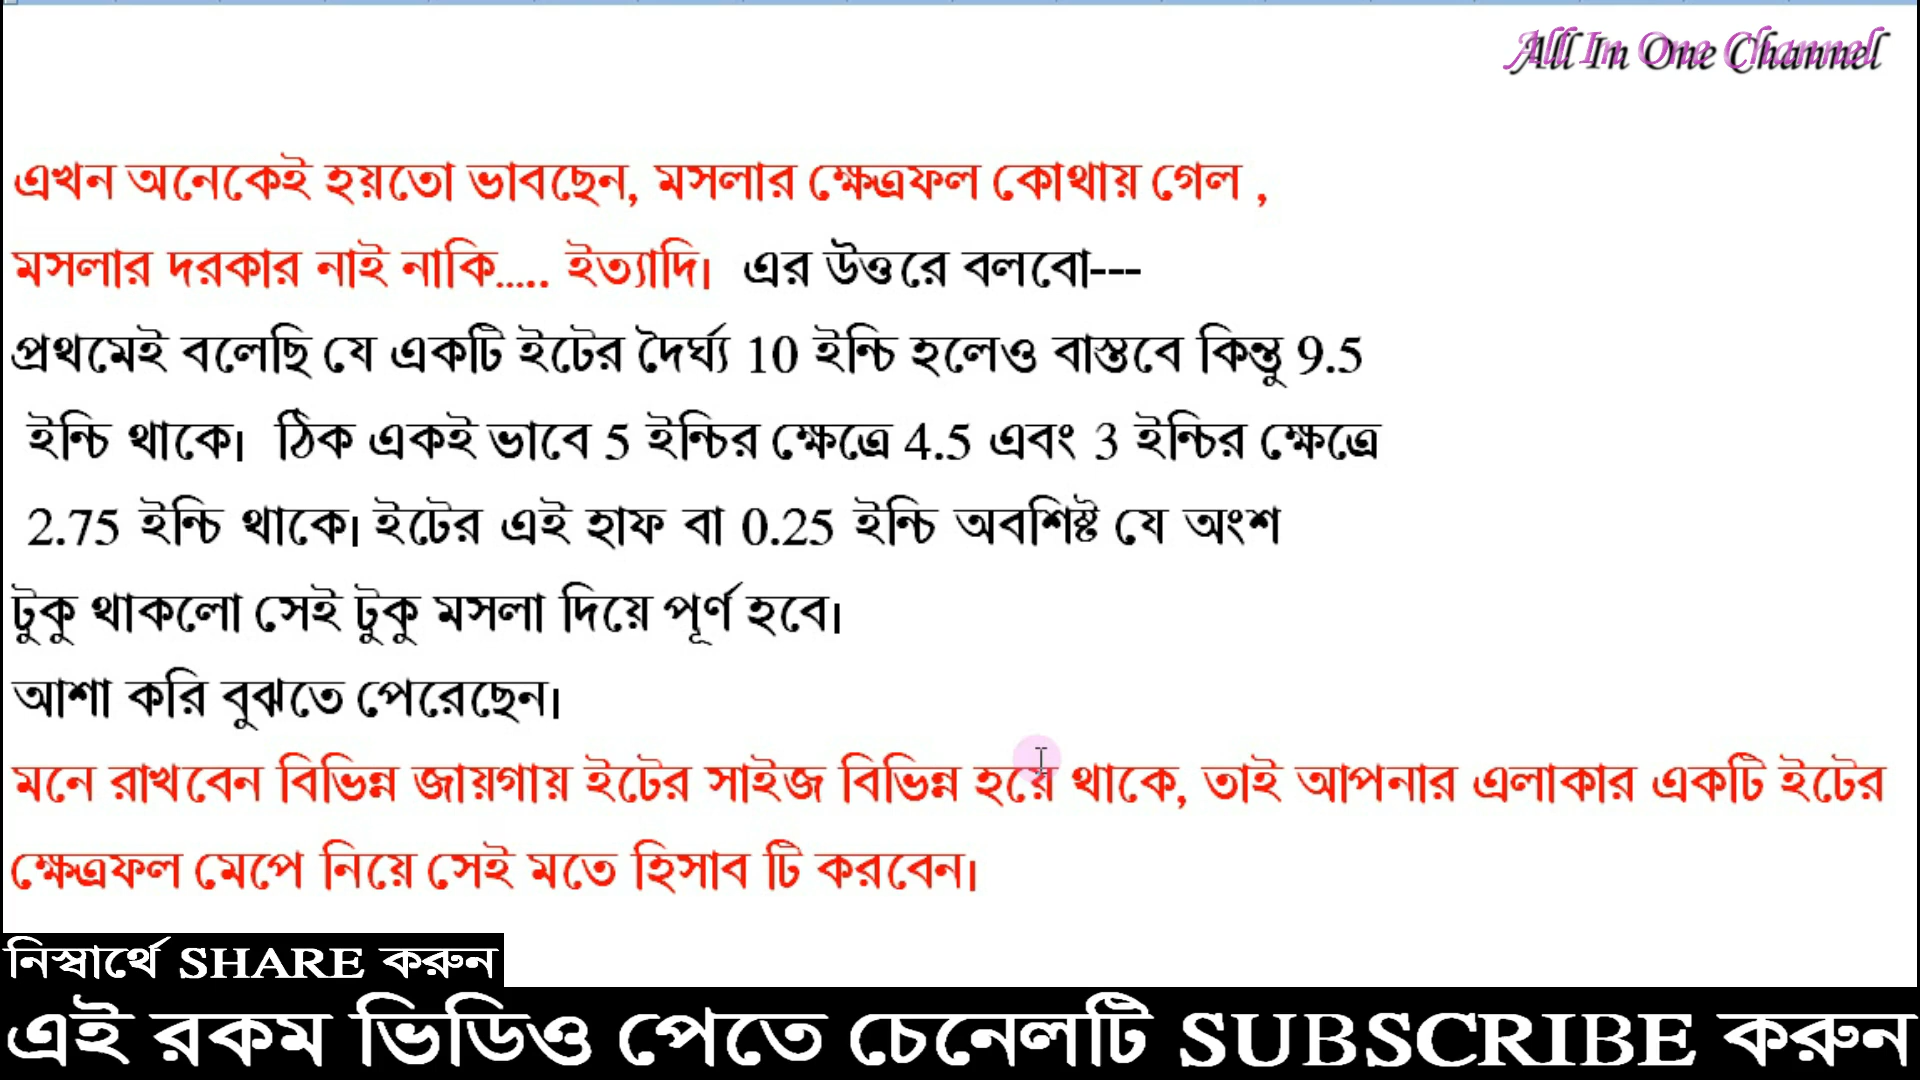 All In One Channel
এখন অনেকেই হয়তো ভাবছেন, মসলার ক্ষেত্রফল কোথায় গেল ,
মসলার দরকার নাই নাকি..... ইত্যাদি। এর উত্তরে বলবো---
প্রথমেই বলেছি যে একটি ইটের দৈর্ঘ্য 10 ইন্চি হলেও বাস্তবে কিন্তু 9.5
ইন্চি থাকে। ঠিক একই ভাবে 5 ইন্চির ক্ষেত্রে 4.5 এবং 3 ইন্চির ক্ষেত্রে
2.75 ইন্চি থাকে। ইটের এই হাফ বা 0.25 ইন্চি অবশিষ্ট যে অংশ
টুকু থাকলো সেই টুকু মসলা দিয়ে পূর্ণ হবে।
আশা করি বুঝতে পেরেছেন।
মনে রাখবেন বিভিন্ন জায়গায় ইটের সাইজ বিভিন্ন হয়ে থাকে, তাই আপনার এলাকার একটি ইটের
ক্ষেত্রফল মেপে নিয়ে সেই মতে হিসাব টি করবেন।
নিস্বার্থে SHARE করুন
এই রকম ভিডিও পেতে চেনেলটি SUBSCRIBE করুন